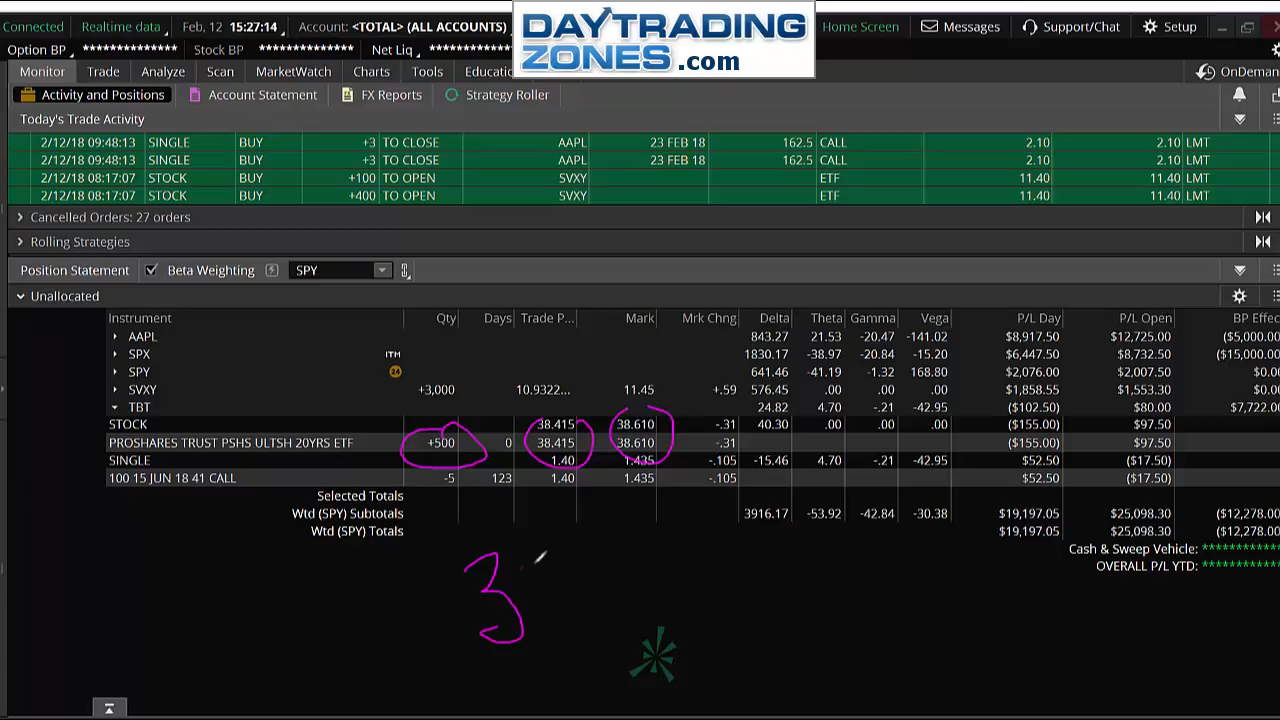 Connected Realtime data Feb, 12 15:27:14 Account: <TOTAL> (ALL ACCOUNTS) DAYTRADING ZONES.com Home Screen Messages Support/Chat Setup
Option BP ************** Stock BP ************** Net Liq
Monitor Trade Analyze Scan MarketWatch Charts Tools Educatio OnDeman
Activity and Positions Account Statement FX Reports Strategy Roller
Today's Trade Activity
2/12/18 09:48:13 SINGLE BUY +3 TO CLOSE AAPL 23 FEB 18 162.5 CALL 2.10 2.10 LMT
2/12/18 09:48:13 SINGLE BUY +3 TO CLOSE AAPL 23 FEB 18 162.5 CALL 2.10 2.10 LMT
2/12/18 08:17:07 STOCK BUY +100 TO OPEN SVXY ETF 11.40 11.40 LMT
2/12/18 08:17:07 STOCK BUY +400 TO OPEN SVXY ETF 11.40 11.40 LMT
Cancelled Orders: 27 orders
Rolling Strategies
Position Statement Beta Weighting SPY
Unallocated
Instrument Qty Days Trade P... Mark Mrk Chng Delta Theta Gamma Vega P/L Day P/L Open BP Effec
AAPL 843.27 21.53 -20.47 -141.02 $8,917.50 $12,725.00 ($5,000.00
SPX ITM 1830.17 -38.97 -20.84 -15.20 $6,447.50 $8,732.50 ($15,000.00
SPY 24 641.46 -41.19 -1.32 168.80 $2,076.00 $2,007.50 $0.00
SVXY +3,000 10.9322... 11.45 +.59 576.45 .00 .00 .00 $1,858.55 $1,553.30 $0.00
TBT 24.82 4.70 -.21 -42.95 ($102.50) $80.00 $7,722.00
STOCK 38.415 38.610 -.31 40.30 .00 .00 .00 ($155.00) $97.50
PROSHARES TRUST PSHS ULTSH 20YRS ETF +500 0 38.415 38.610 -.31 ($155.00) $97.50
SINGLE 1.40 1.435 -.105 -15.46 4.70 -.21 -42.95 $52.50 ($17.50)
100 15 JUN 18 41 CALL -5 123 1.40 1.435 -.105 $52.50 ($17.50)
Selected Totals
Wtd (SPY) Subtotals 3916.17 -53.92 -42.84 -30.38 $19,197.05 $25,098.30 ($12,278.00
Wtd (SPY) Totals $19,197.05 $25,098.30 ($12,278.00
Cash & Sweep Vehicle: **************
OVERALL P/L YTD: **************
3